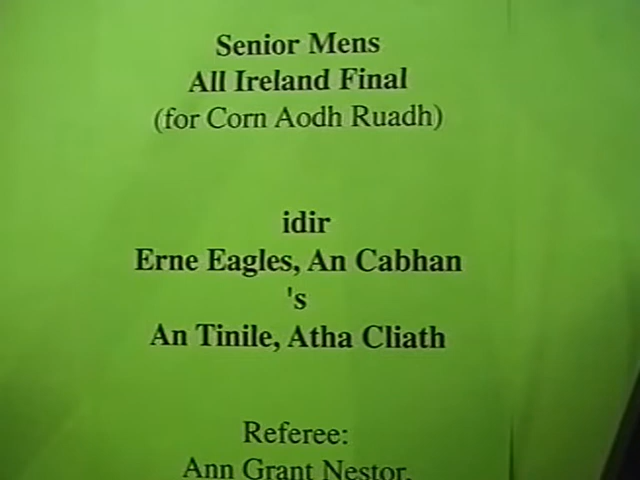 Senior Mens
All Ireland Final
(for Corn Aodh Ruadh)
idir
Erne Eagles, An Cabhan
's
An Tinile, Atha Cliath
Referee:
Ann Grant Nestor,